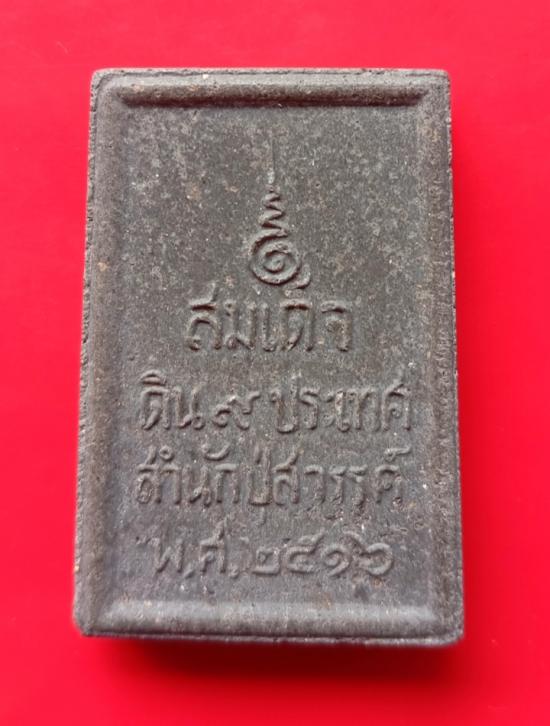 สมเด็จ
ดิน ๙ ประเทศ
สำนักปู่สวรรค์
พ.ศ. ๒๕๑๖